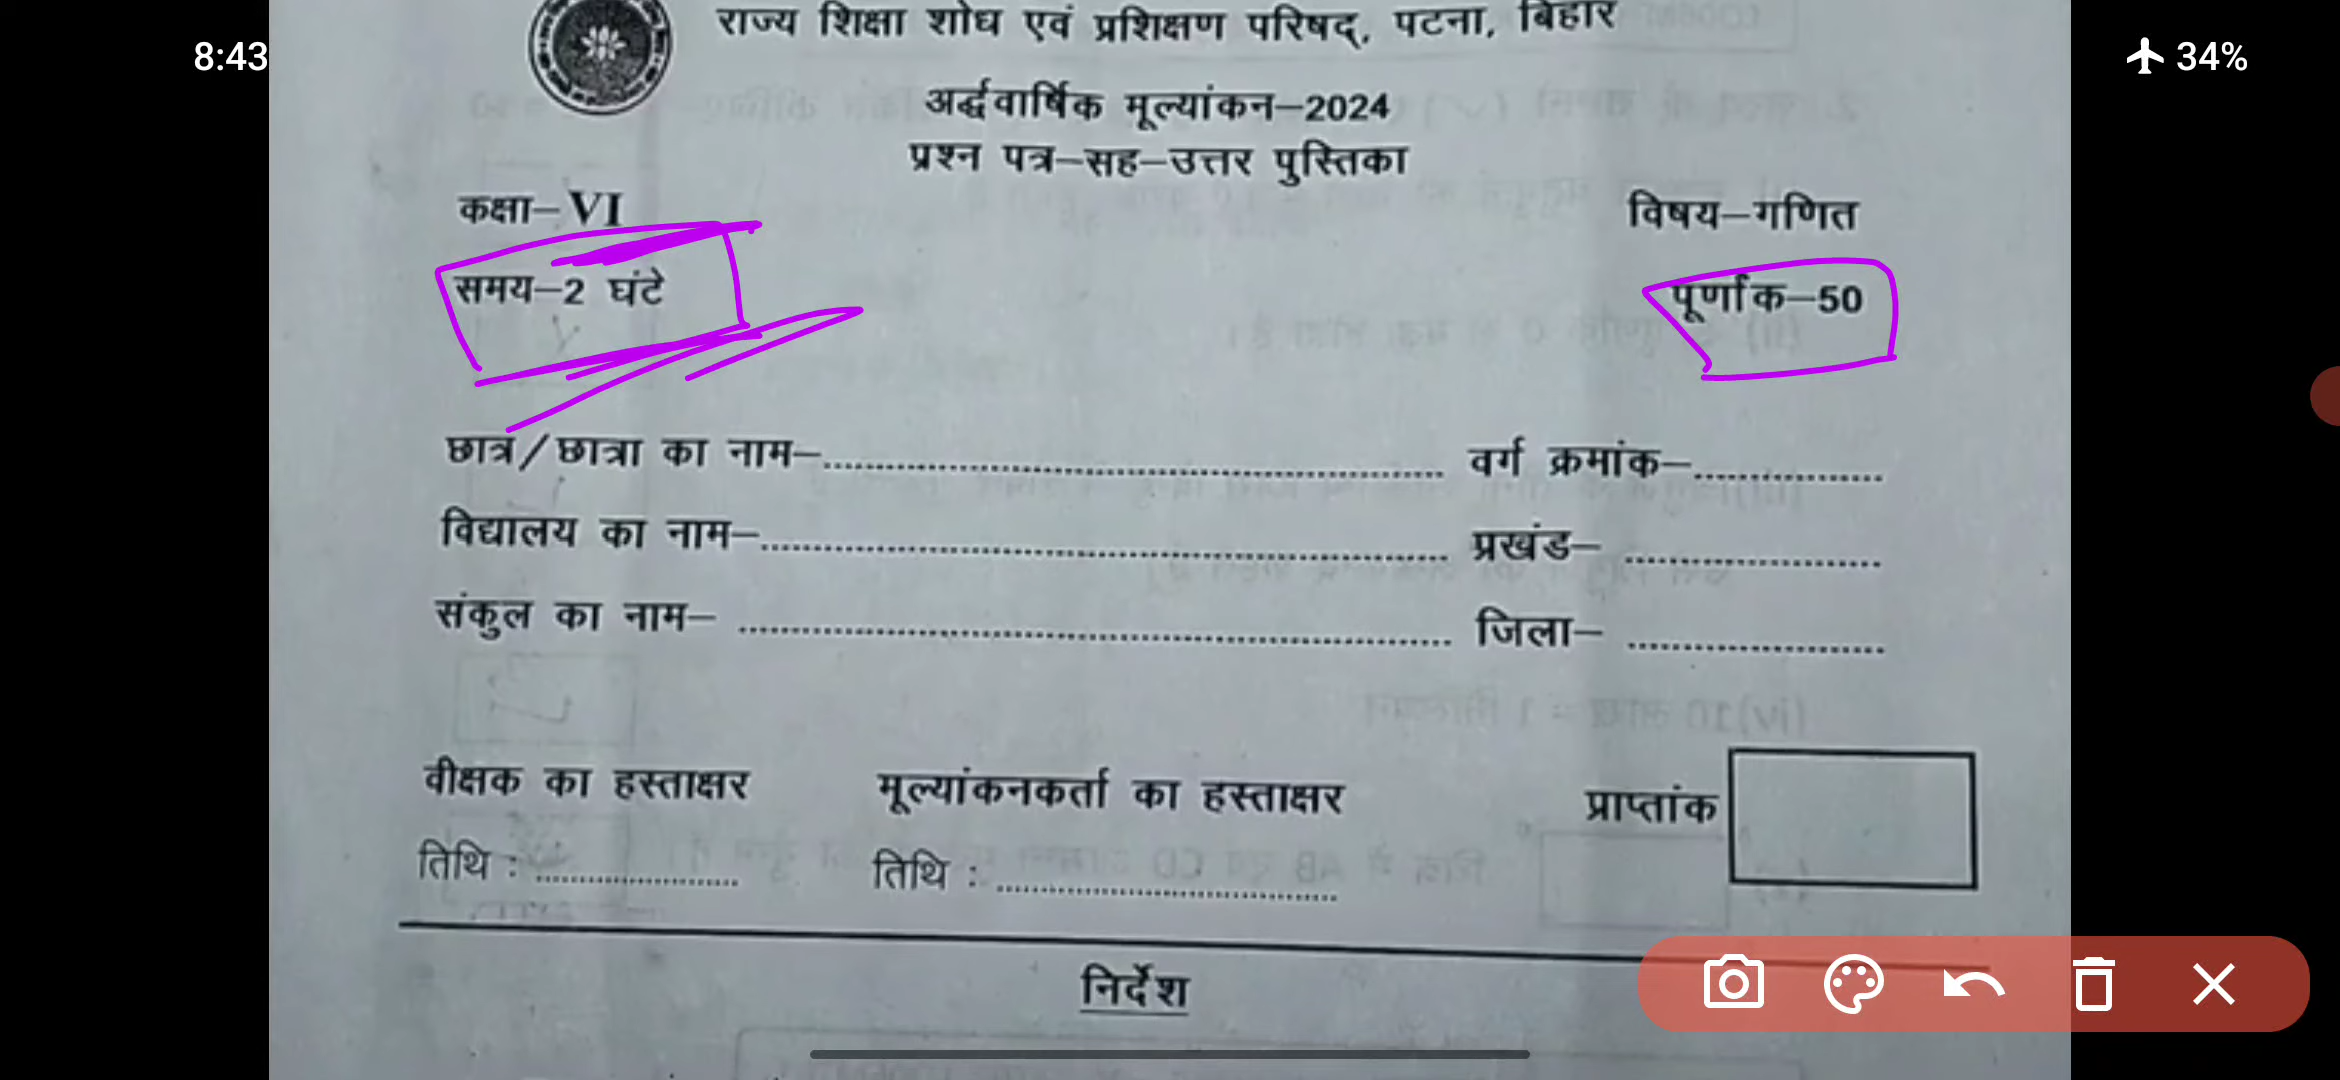 8:43
34%
राज्य शिक्षा शोध एवं प्रशिक्षण परिषद्, पटना, बिहार
अर्द्धवार्षिक मूल्यांकन–2024
प्रश्न पत्र–सह–उत्तर पुस्तिका
कक्षा– VI
विषय–गणित
समय–2 घंटे
पूर्णांक–50
छात्र/छात्रा का नाम–.......... वर्ग क्रमांक–..........
विद्यालय का नाम–.......... प्रखंड– ..........
संकुल का नाम– .......... जिला– ..........
वीक्षक का हस्ताक्षर मूल्यांकनकर्ता का हस्ताक्षर प्राप्तांक
तिथि : .......... तिथि : ..........
निर्देश